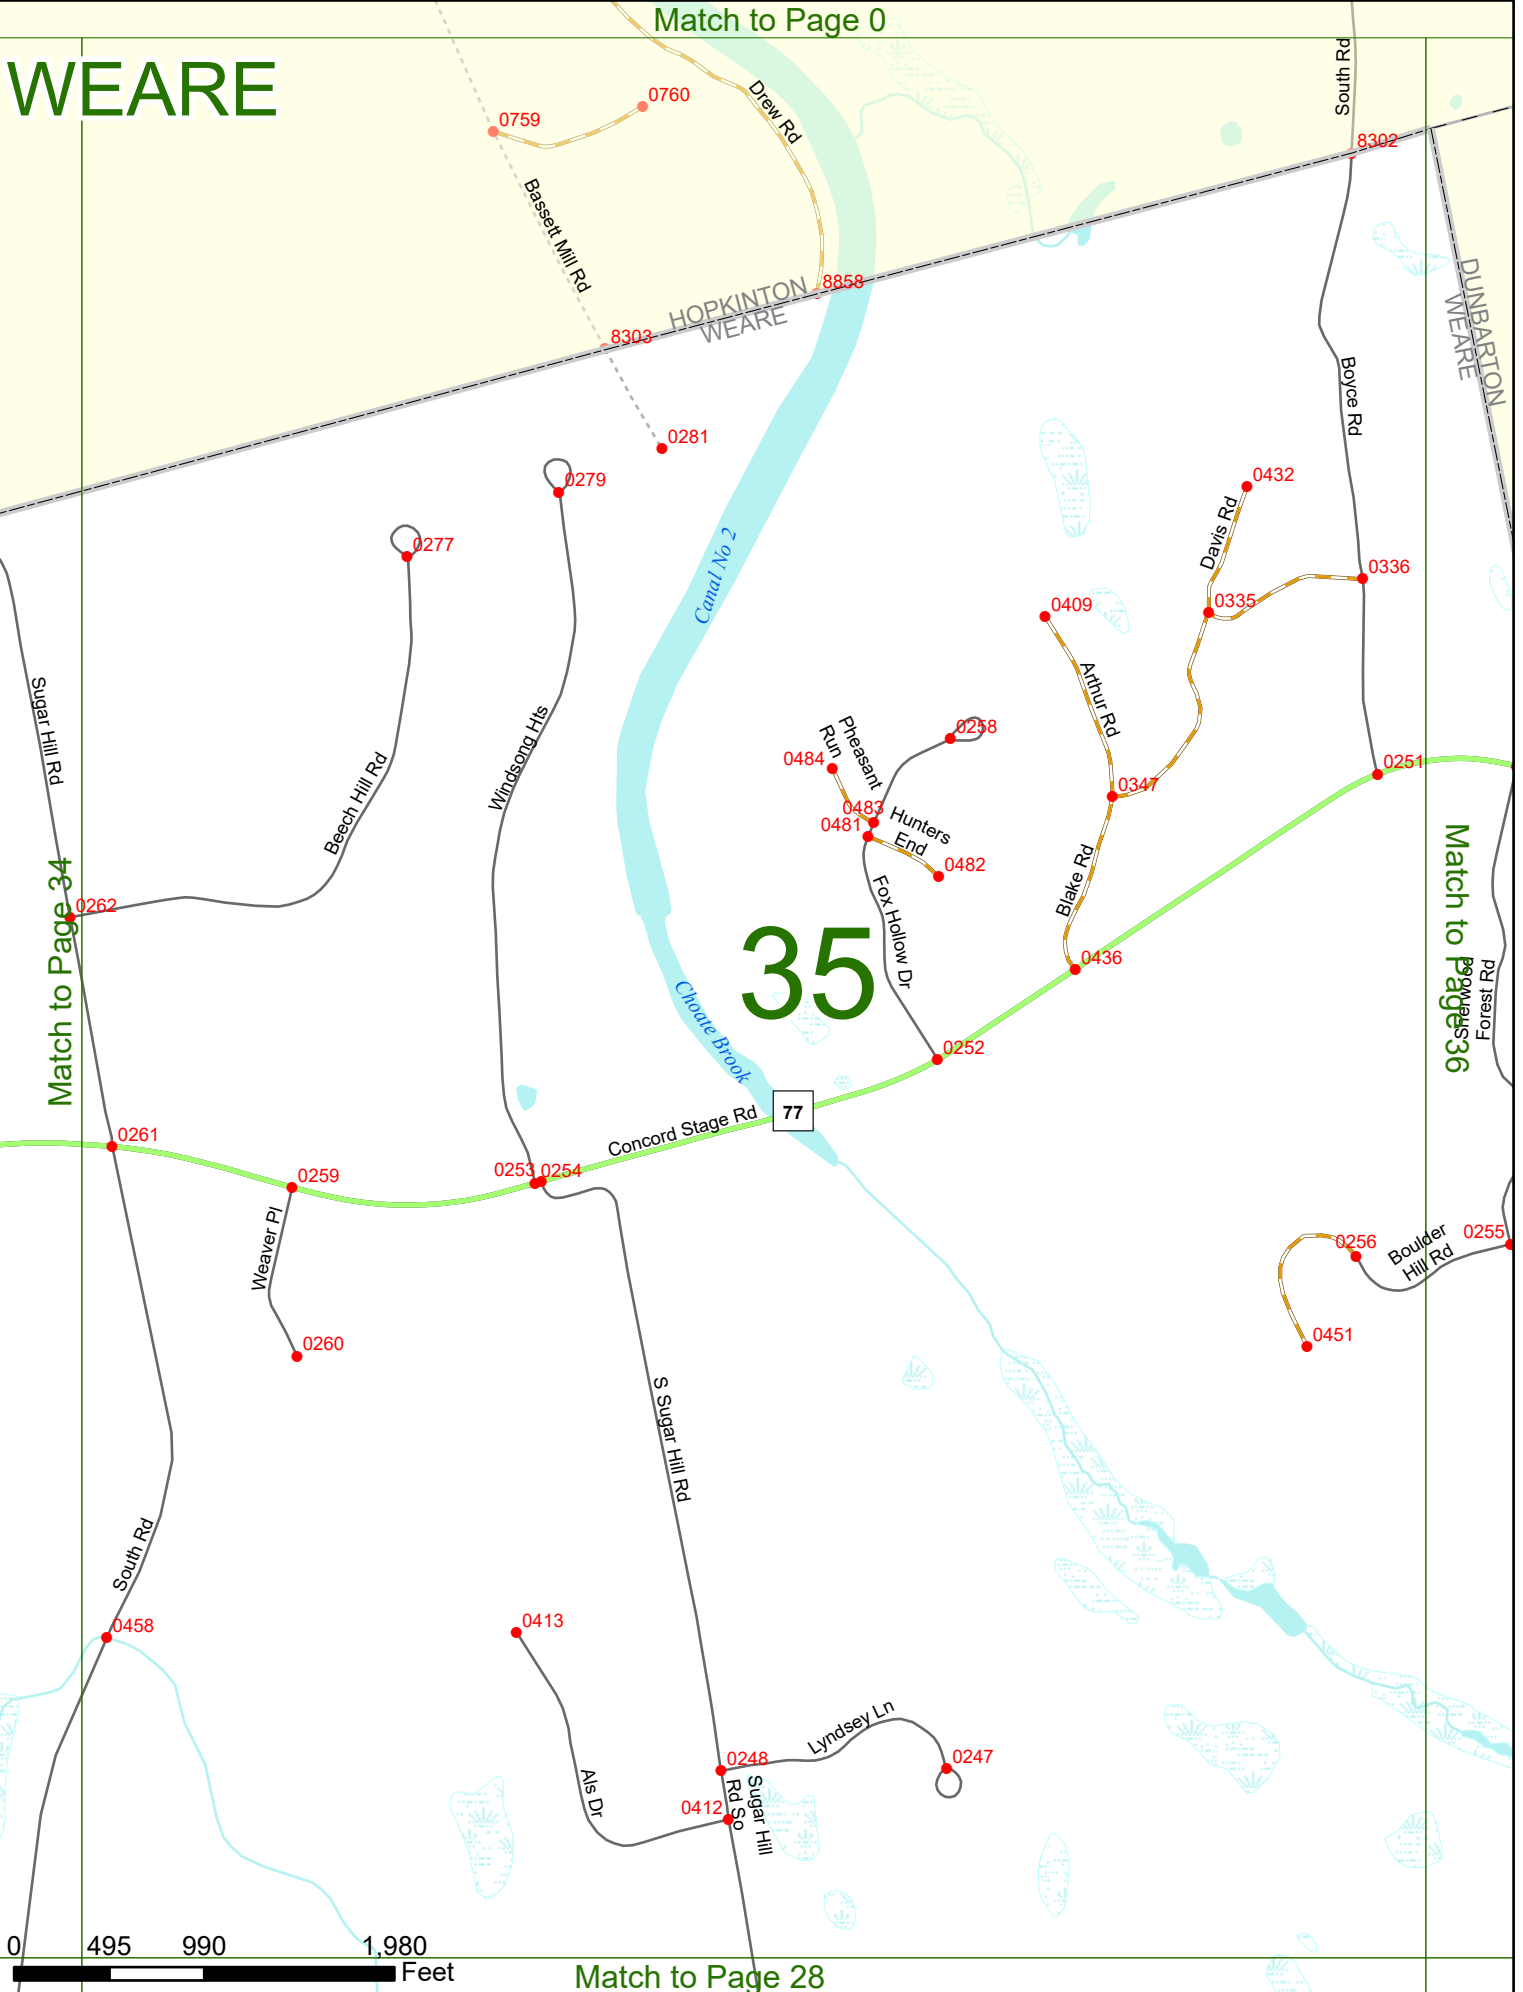 Match to Page 0
WEARE
South Rd
0760
0759
Drew Rd
8302
Bassett Mill Rd
8858
HOPKINTON
WEARE
8303
DUNBARTON
WEARE
Boyce Rd
0281
0279
0432
0277
Davis Rd
Canal No 2
0336
0335
0409
Sugar Hill Rd
Arthur Rd
Windsong Hts
Pheasant
Run
0258
0484
0251
Beech Hill Rd
0347
0483
0481
Hunters
End
0482
Blake Rd
Match to Page 34
Match to Page 36
0262
Fox Hollow Dr
35
0436
Sherwood
Forest Rd
Choate Brook
0252
77
Concord Stage Rd
0261
0253
0254
0259
Weaver Pl
0255
0256
Boulder
Hill Rd
0260
0451
S Sugar Hill Rd
South Rd
0458
0413
Lyndsey Ln
0248
0247
Als Dr
0412
Sugar Hill
Rd So
0 495 990 1,980
Feet
Match to Page 28